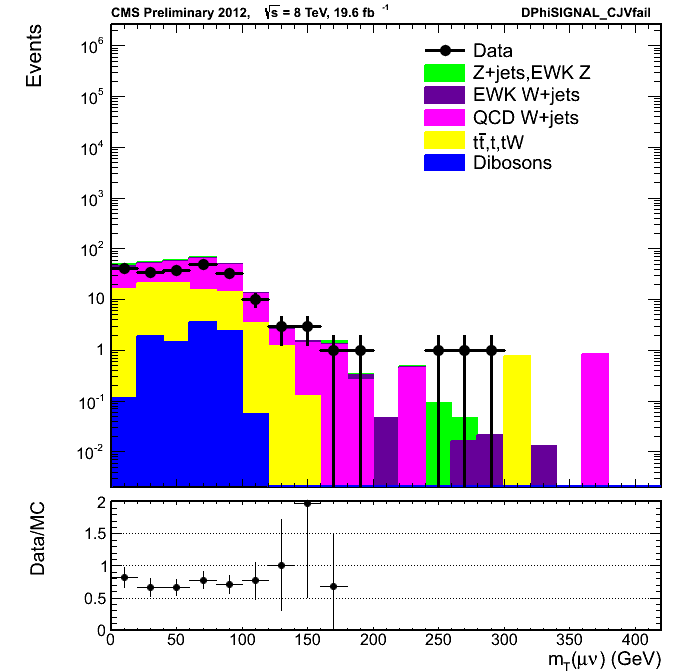 CMS Preliminary 2012, √s = 8 TeV, 19.6 fb⁻¹ DPhiSIGNAL_CJVfail
Events
10⁶
10⁵
10⁴
10³
10²
10
1
10⁻¹
10⁻²
Data
Z+jets,EWK Z
EWK W+jets
QCD W+jets
tt̄,t,tW
Dibosons
Data/MC
2
1.5
1
0.5
0
0 50 100 150 200 250 300 350 400
m_T(μν) (GeV)